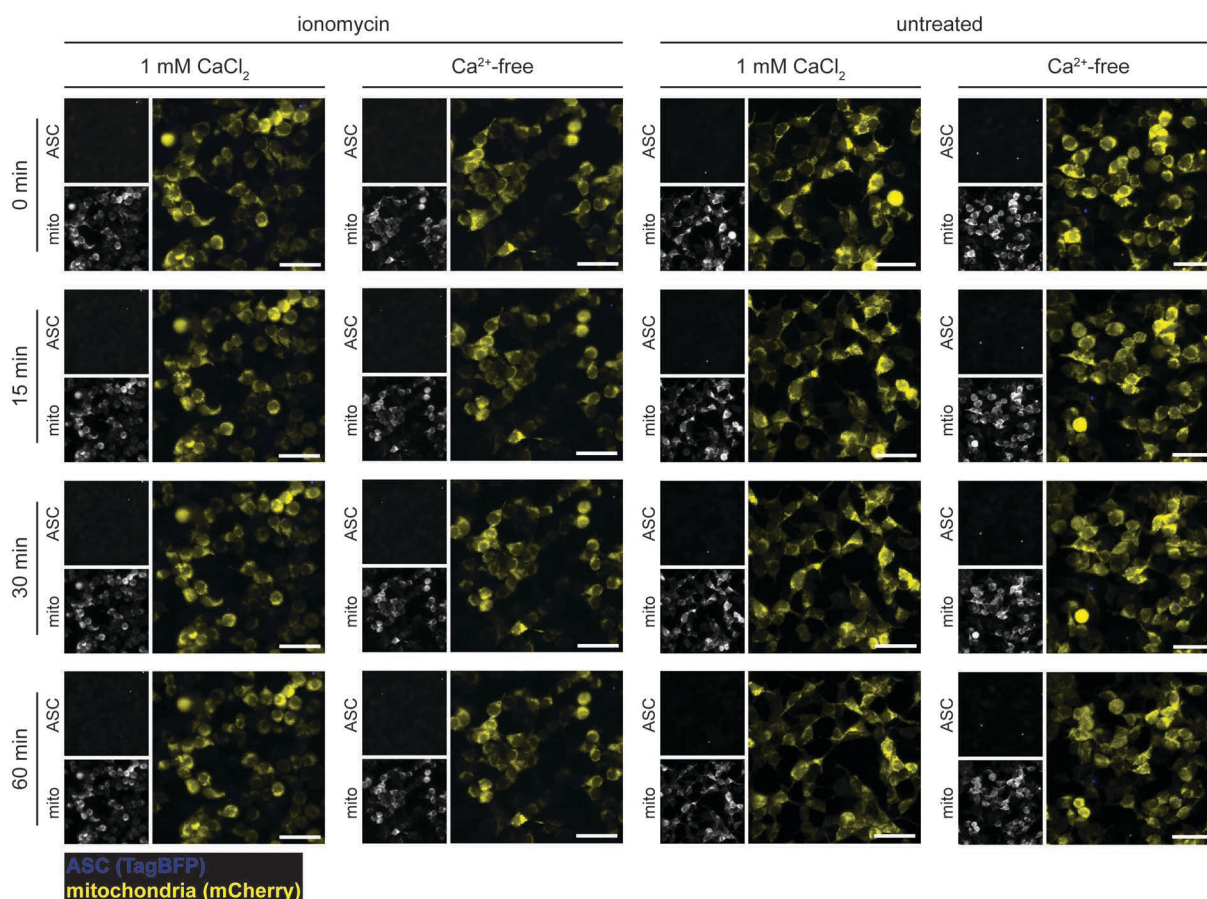 ionomycin
untreated
1 mM CaCl₂
Ca²⁺-free
1 mM CaCl₂
Ca²⁺-free
0 min
ASC
mito
ASC
mito
ASC
mito
ASC
mito
15 min
ASC
mito
ASC
mito
ASC
mito
ASC
mtio
30 min
ASC
mito
ASC
mito
ASC
mito
ASC
mito
60 min
ASC
mito
ASC
mito
ASC
mito
ASC
mito
ASC (TagBFP)
mitochondria (mCherry)